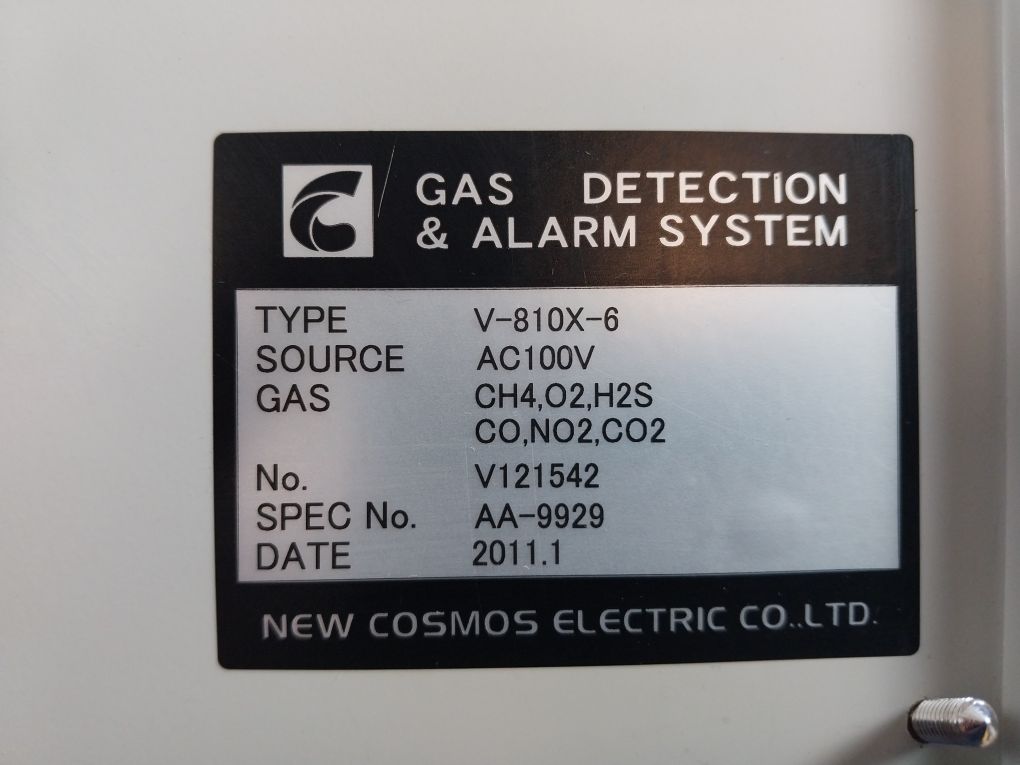 GAS DETECTION
& ALARM SYSTEM
TYPE V-810X-6
SOURCE AC100V
GAS CH4,O2,H2S
CO,NO2,CO2
No. V121542
SPEC No. AA-9929
DATE 2011.1
NEW COSMOS ELECTRIC CO.,LTD.